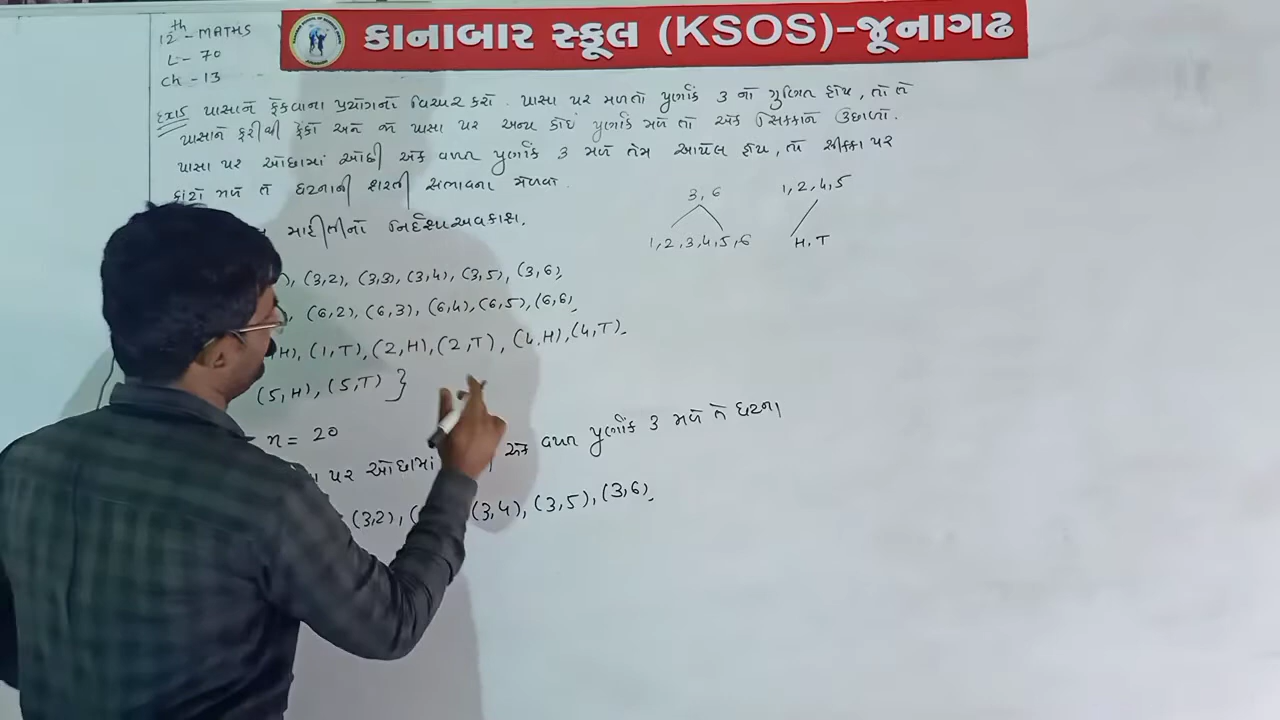 કાનાબાર સ્કૂલ (KSOS)-જૂનાગઢ
12th - MATHS
L - 70
Ch - 13
Ex 15 પાસાને ફેંકવાના પ્રયોગનો વિચાર કરો. પાસા પર મળતો પૂર્ણાંક 3 નો ગુણિત હોય, તો તે
પાસાને ફરીથી ફેંકો અને જો પાસા પર અન્ય કોઈ પૂર્ણાંક મળે તો એક સિક્કાને ઉછાળો.
પાસા પર ઓછામાં ઓછી એક વખત પૂર્ણાંક 3 મળે તેમ આપેલ હોય, તો સીક્કા પર
કાંટો મળે તે ઘટનાની શરતી સંભાવના મેળવો.
માહીતીનો નિર્દેશઅવકાશ.
3, 6
1, 2, 3, 4, 5, 6
1, 2, 4, 5
H, T
), (3,2), (3,3), (3,4), (3,5), (3,6),
, (6,2), (6,3), (6,4), (6,5), (6,6),
H), (1,T), (2,H), (2,T), (4,H), (4,T),
(5,H), (5,T) }
n = 20
પર ઓછામાં એક વખત પૂર્ણાંક 3 મળે તે ઘટના
(3,2), (3,4), (3,5), (3,6),